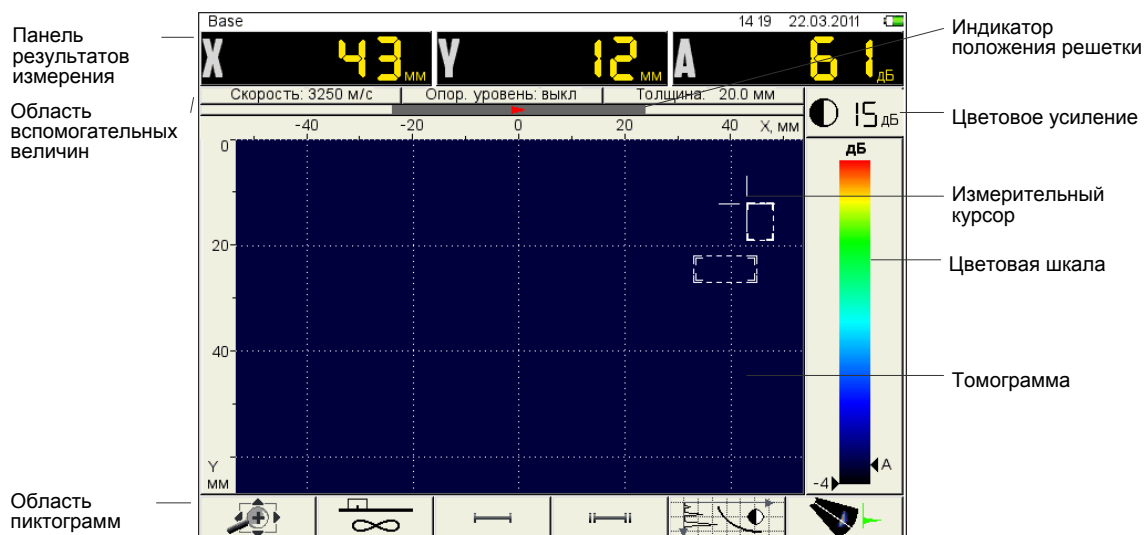 Base 14 19 22.03.2011
X 43 мм Y 12 мм A 61 дБ
Скорость: 3250 м/с Опор. уровень: выкл Толщина: 20.0 мм
-40 -20 0 20 40 X, мм
15 дБ
дБ
0
20
40
Y
мм
A
-4
Панель
результатов
измерения
Область
вспомогательных
величин
Область
пиктограмм
Индикатор
положения решетки
Цветовое усиление
Измерительный
курсор
Цветовая шкала
Томограмма